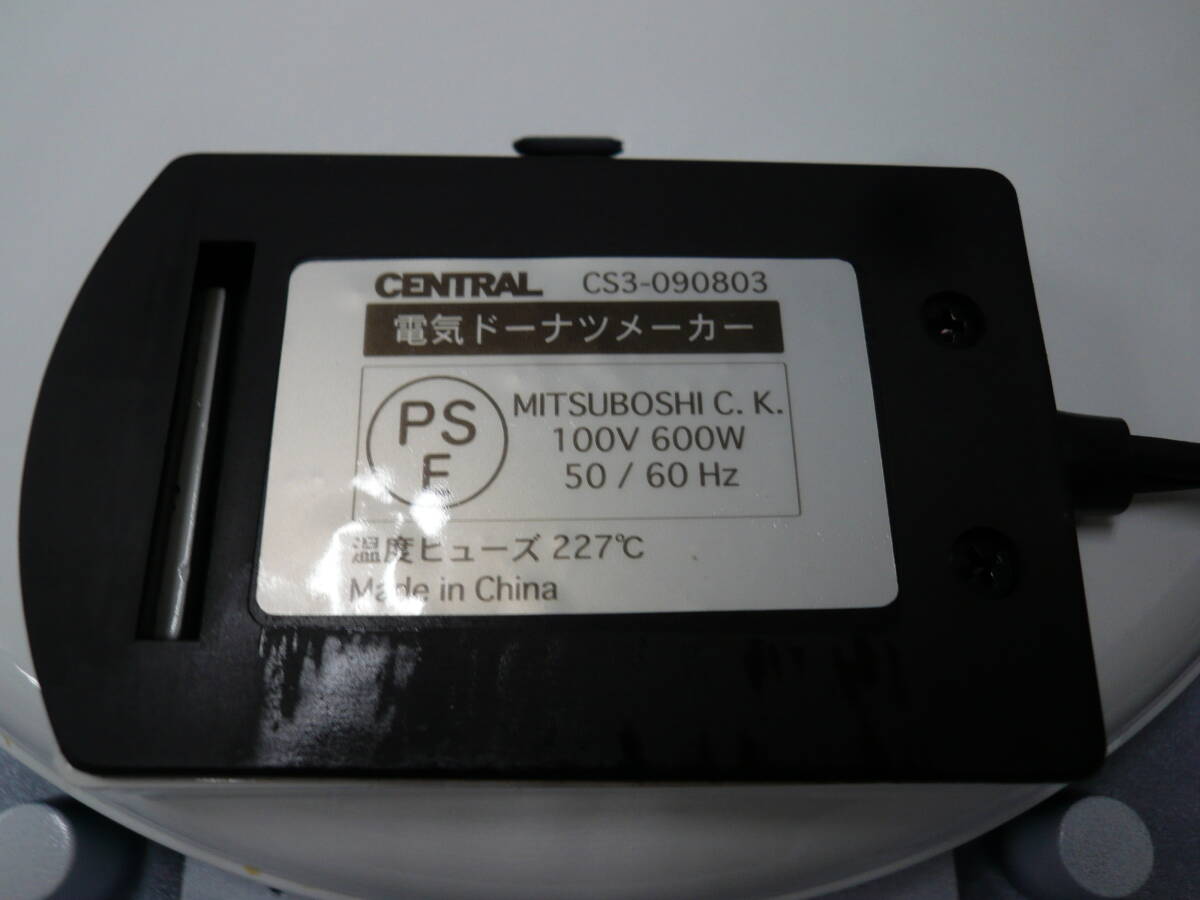 CENTRAL CS3-090803
電気ドーナツメーカー
PS
E
MITSUBOSHI C. K.
100V 600W
50 / 60 Hz
温度ヒューズ 227℃
Made in China